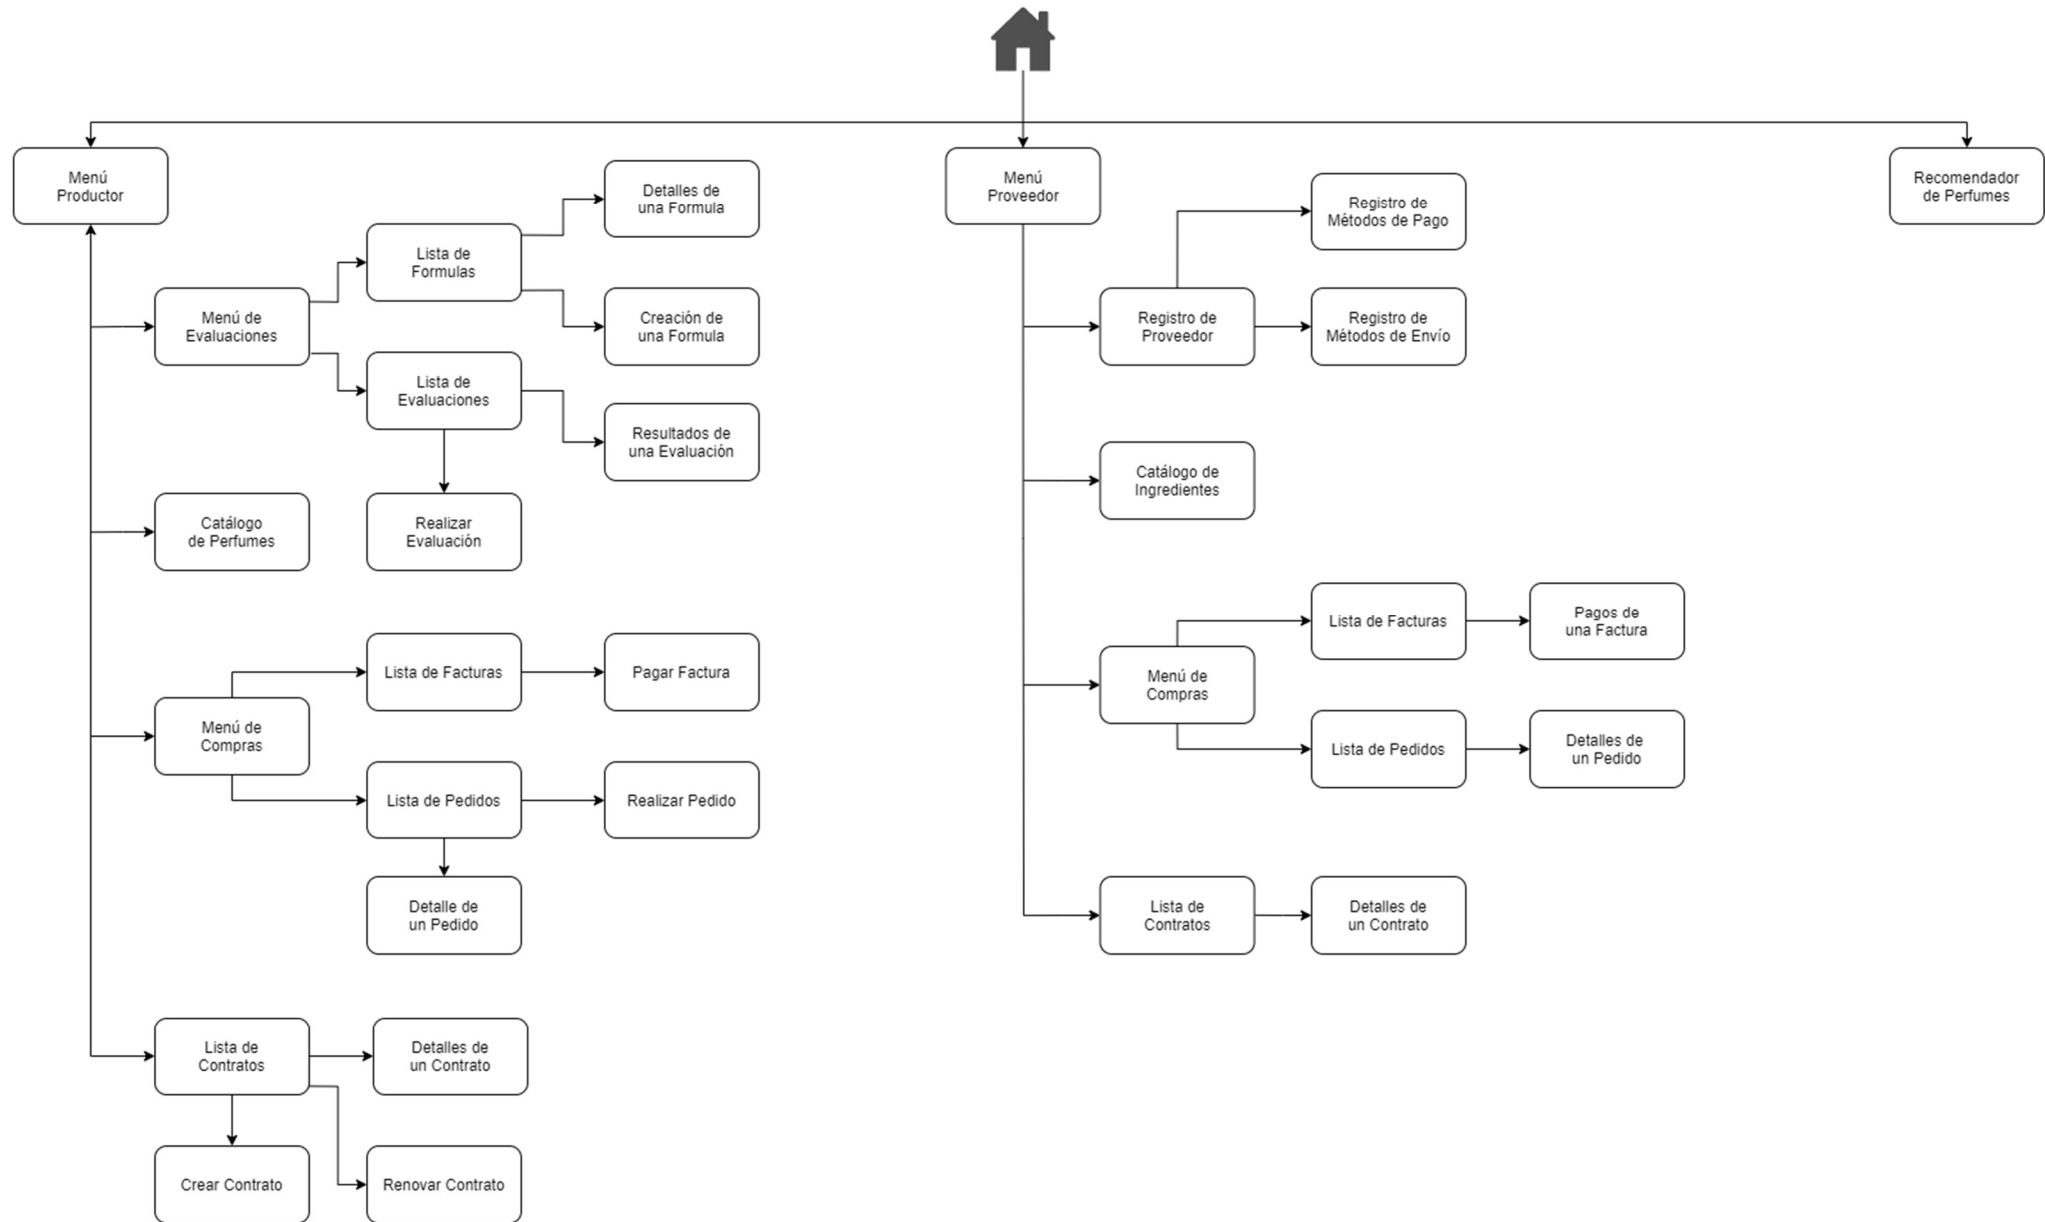 Menú
Productor
Menú
Proveedor
Recomendador
de Perfumes
Detalles de
una Formula
Lista de
Formulas
Creación de
una Formula
Menú de
Evaluaciones
Lista de
Evaluaciones
Resultados de
una Evaluación
Realizar
Evaluación
Catálogo
de Perfumes
Lista de Facturas
Pagar Factura
Menú de
Compras
Lista de Pedidos
Realizar Pedido
Detalle de
un Pedido
Lista de
Contratos
Detalles de
un Contrato
Crear Contrato
Renovar Contrato
Registro de
Métodos de Pago
Registro de
Proveedor
Registro de
Métodos de Envío
Catálogo de
Ingredientes
Lista de Facturas
Pagos de
una Factura
Menú de
Compras
Lista de Pedidos
Detalles de
un Pedido
Lista de
Contratos
Detalles de
un Contrato